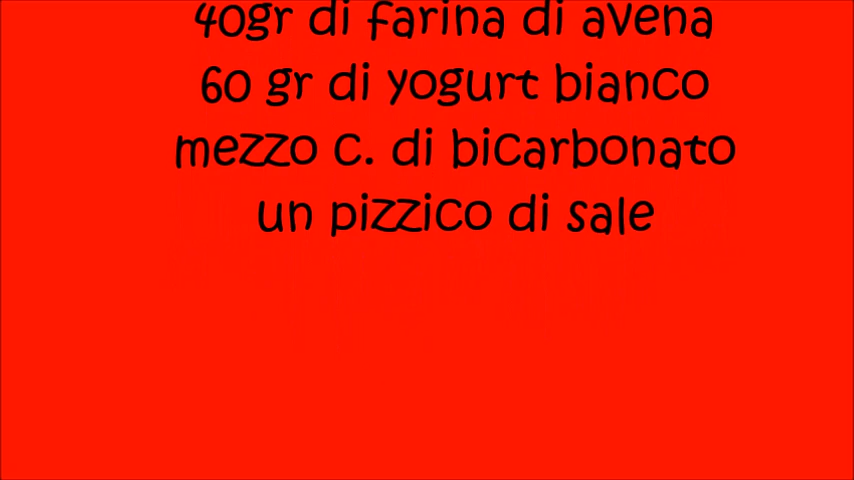 40gr di farina di avena
60 gr di yogurt bianco
mezzo c. di bicarbonato
un pizzico di sale